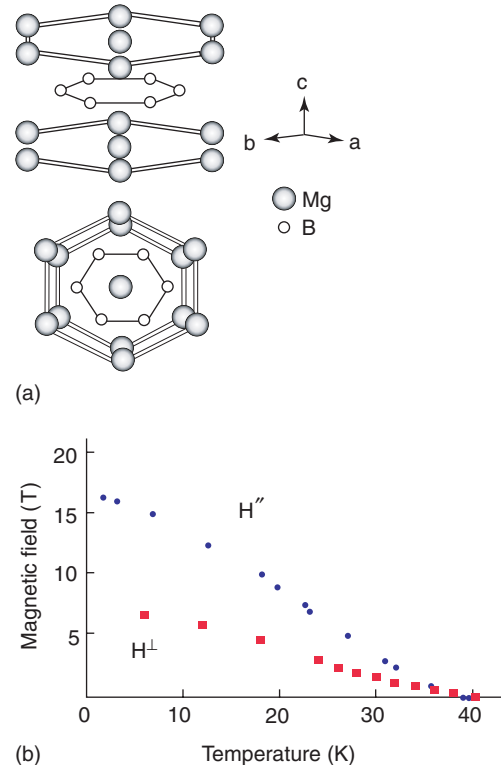 c
b
a
Mg
B
(a)
20
15
10
5
Magnetic field (T)
H″
H⊥
0
10
20
30
40
Temperature (K)
(b)